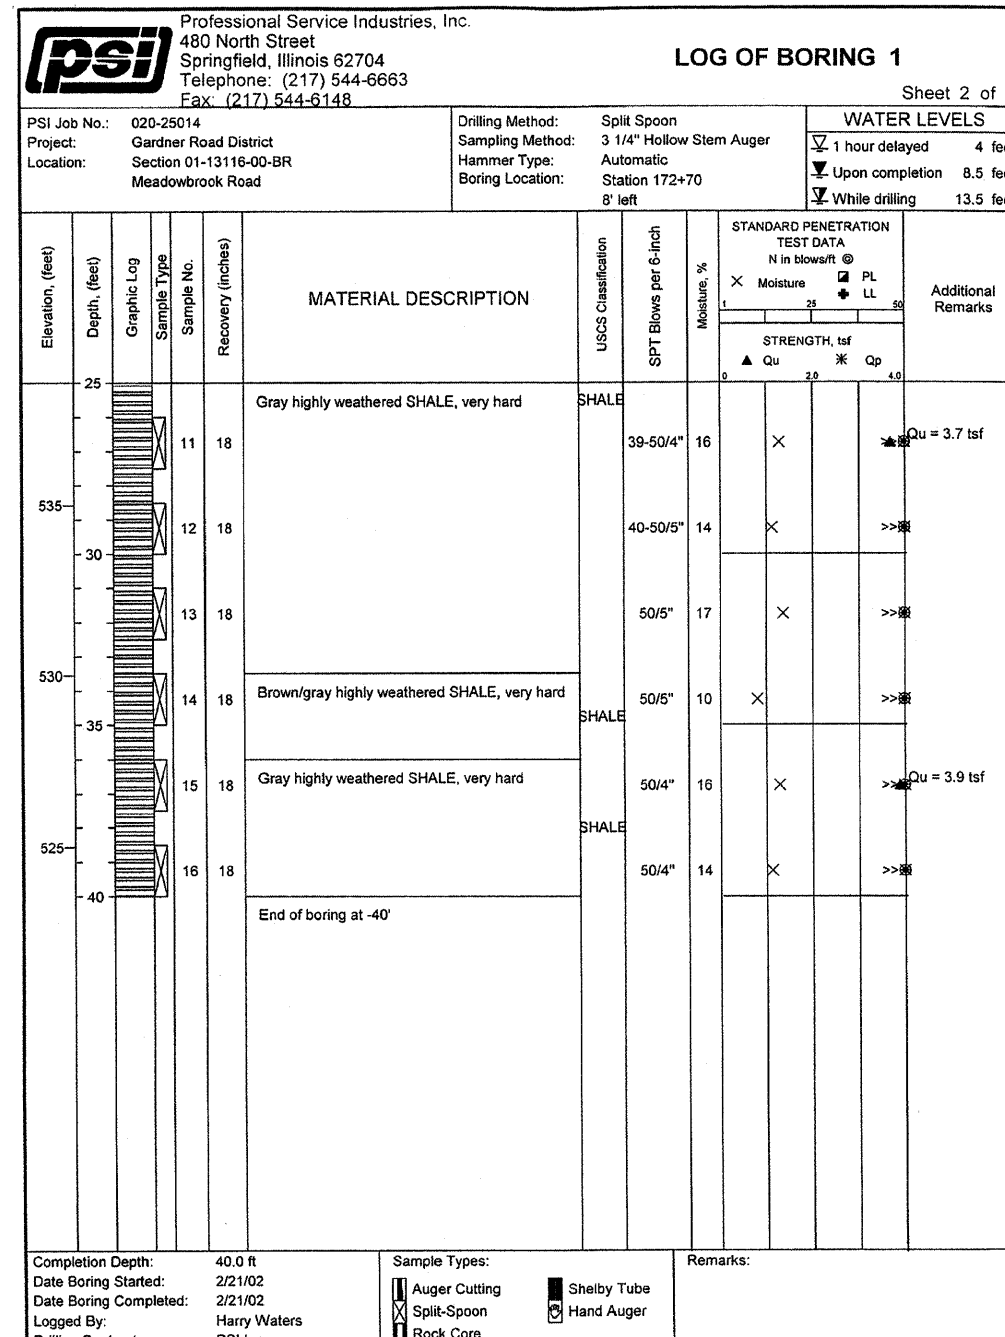 psi
Professional Service Industries, Inc.
480 North Street
Springfield, Illinois 62704
Telephone: (217) 544-6663
Fax: (217) 544-6148
LOG OF BORING 1
Sheet 2 of
PSI Job No.: 020-25014
Project: Gardner Road District
Location: Section 01-13116-00-BR
Meadowbrook Road
Drilling Method: Split Spoon
Sampling Method: 3 1/4" Hollow Stem Auger
Hammer Type: Automatic
Boring Location: Station 172+70
8' left
WATER LEVELS
1 hour delayed 4 fee
Upon completion 8.5 fee
While drilling 13.5 fee
Elevation, (feet)
Depth, (feet)
Graphic Log
Sample Type
Sample No.
Recovery (inches)
MATERIAL DESCRIPTION
USCS Classification
SPT Blows per 6-inch
Moisture, %
STANDARD PENETRATION
TEST DATA
N in blows/ft
Moisture
PL
LL
1 25 50
STRENGTH, tsf
Qu Qp
0 2.0 4.0
Additional
Remarks
25
Gray highly weathered SHALE, very hard SHALE
11 18 39-50/4" 16 >> Qu = 3.7 tsf
535
12 18 40-50/5" 14 >>
30
13 18 50/5" 17 >>
530
14 18 Brown/gray highly weathered SHALE, very hard 50/5" 10 >>
SHALE
35
Gray highly weathered SHALE, very hard
15 18 50/4" 16 >> Qu = 3.9 tsf
SHALE
525
16 18 50/4" 14 >>
40
End of boring at -40'
Completion Depth: 40.0 ft
Date Boring Started: 2/21/02
Date Boring Completed: 2/21/02
Logged By: Harry Waters
Sample Types:
Auger Cutting
Split-Spoon
Rock Core
Shelby Tube
Hand Auger
Remarks: